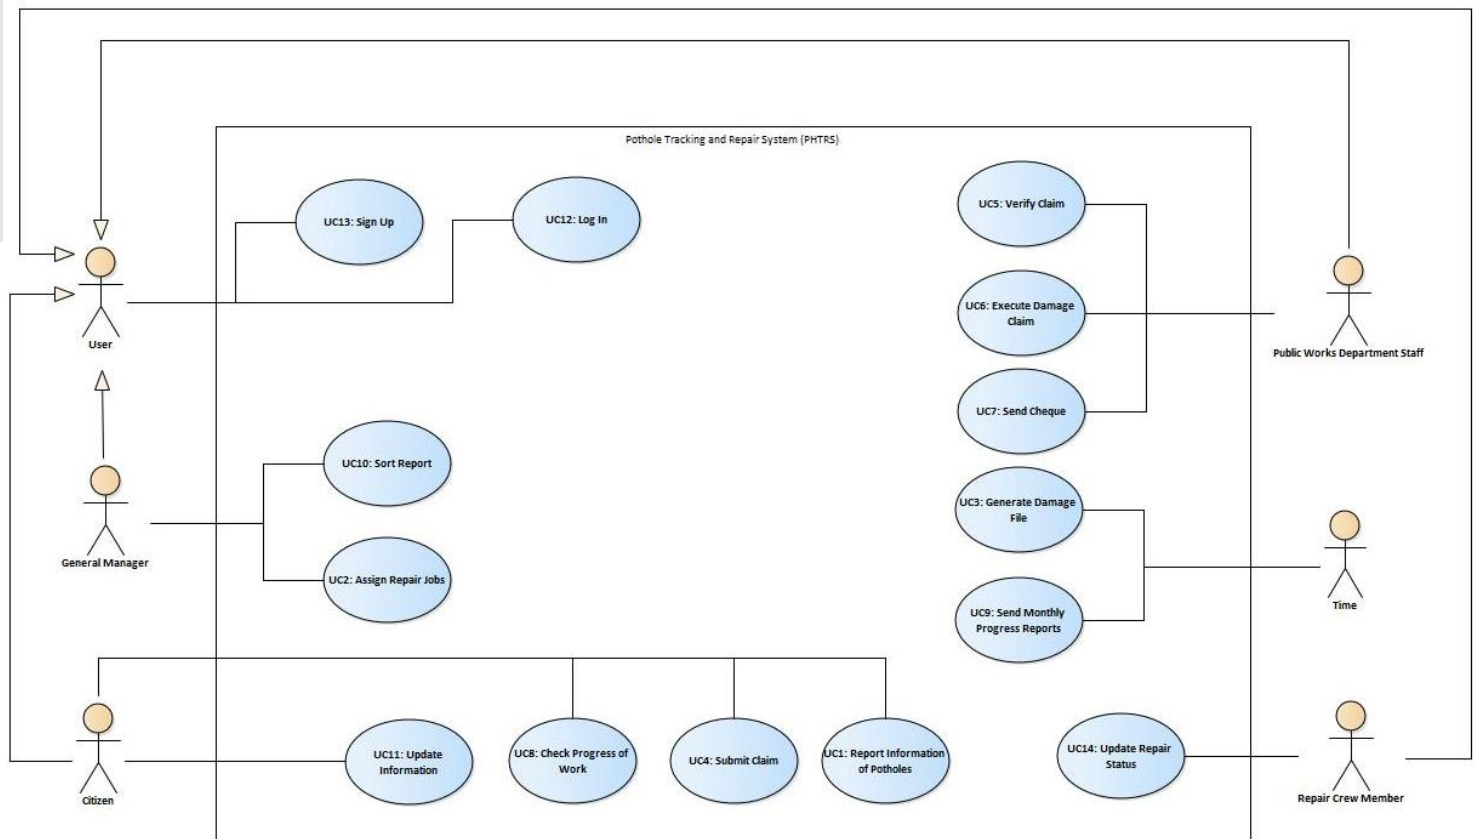 Pothole Tracking and Repair System (PHTRS)
UC13: Sign Up
UC12: Log In
UC5: Verify Claim
UC6: Execute Damage
Claim
User
Public Works Department Staff
UC7: Send Cheque
UC10: Sort Report
UC3: Generate Damage
File
General Manager
UC2: Assign Repair Jobs
Time
UC9: Send Monthly
Progress Reports
UC11: Update
Information
UC8: Check Progress of
Work
UC4: Submit Claim
UC1: Report Information
of Potholes
UC14: Update Repair
Status
Citizen
Repair Crew Member